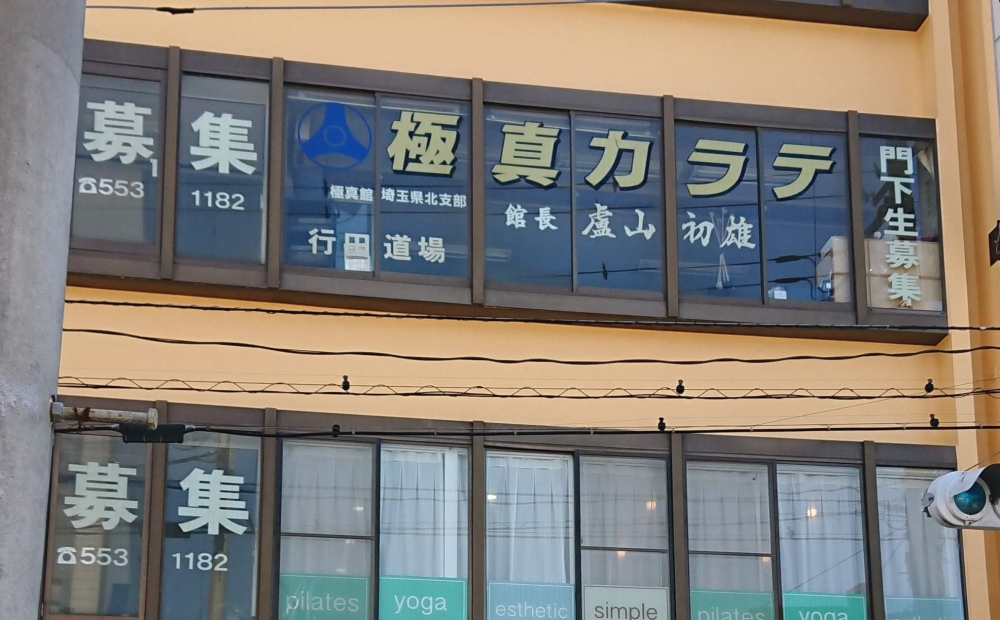 募集
☎553 1182
極真カラテ
極真館 埼玉県北支部
行田道場
館長 盧山 初雄
門下生募集
募集
☎553 1182
pilates yoga esthetic simple pilates yoga